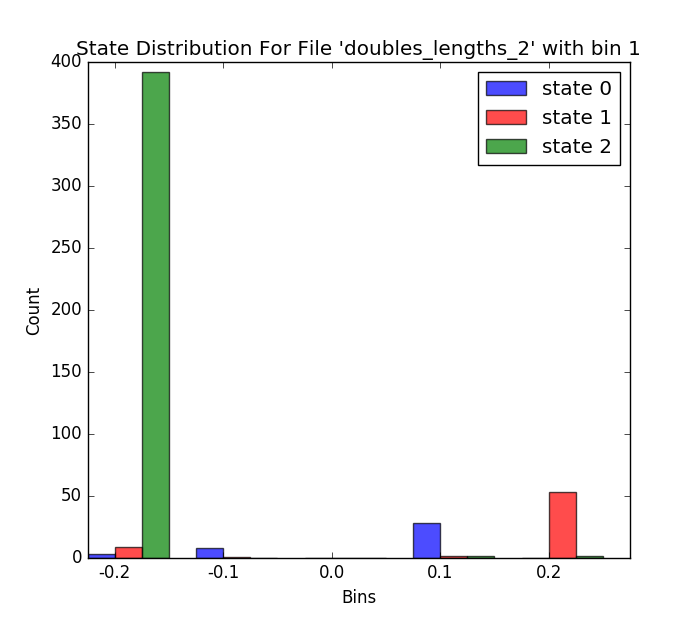 State Distribution For File 'doubles_lengths_2' with bin 1
400
350
300
250
200
150
100
50
0
Count
state 0
state 1
state 2
-0.2
-0.1
0.0
0.1
0.2
Bins